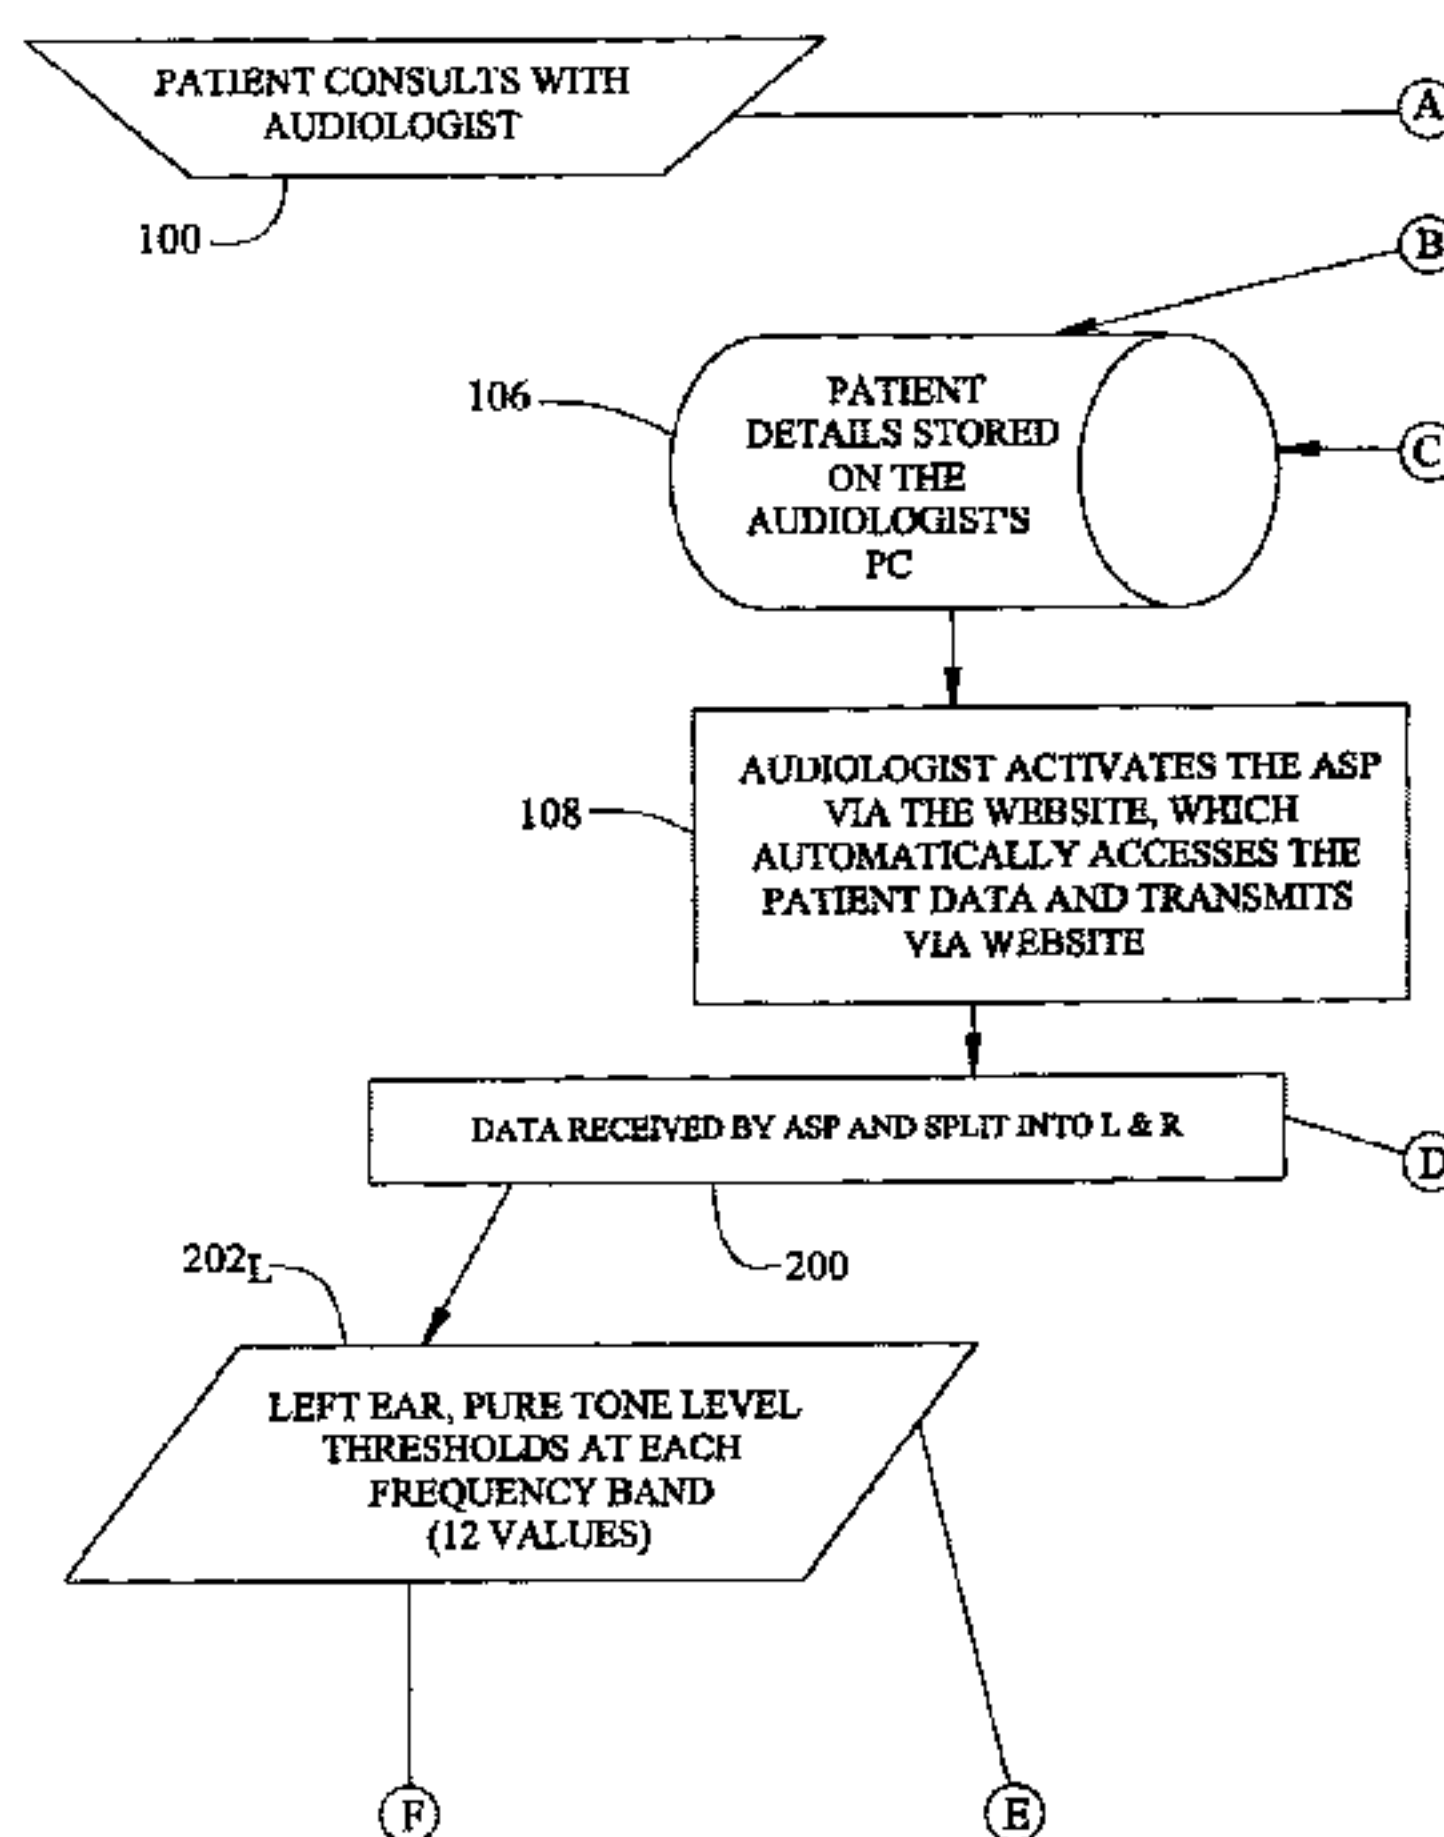 PATIENT CONSULTS WITH
AUDIOLOGIST
A
100
B
106
PATIENT
DETAILS STORED
ON THE
AUDIOLOGIST'S
PC
C
108
AUDIOLOGIST ACTIVATES THE ASP
VIA THE WEBSITE, WHICH
AUTOMATICALLY ACCESSES THE
PATIENT DATA AND TRANSMITS
VIA WEBSITE
DATA RECEIVED BY ASP AND SPLIT INTO L & R
D
202L
200
LEFT EAR, PURE TONE LEVEL
THRESHOLDS AT EACH
FREQUENCY BAND
(12 VALUES)
F
E